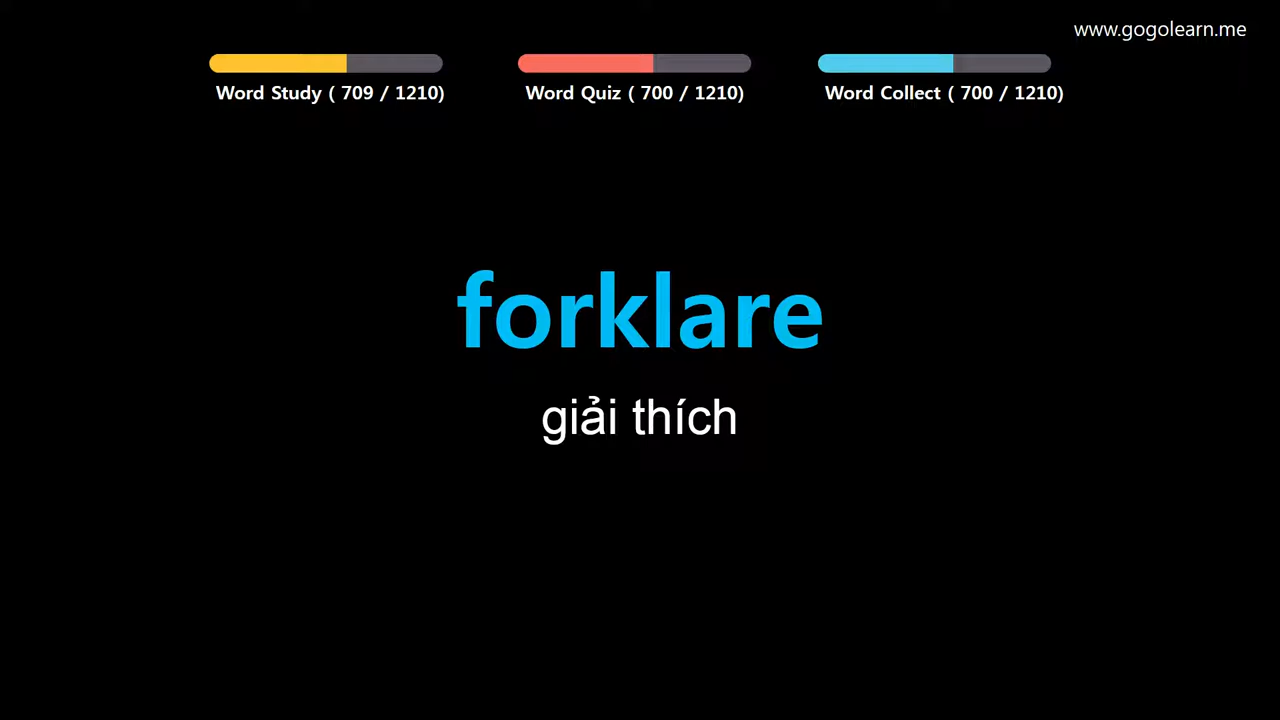 www.gogolearn.me
Word Study ( 709 / 1210)
Word Quiz ( 700 / 1210)
Word Collect ( 700 / 1210)
forklare
giải thích